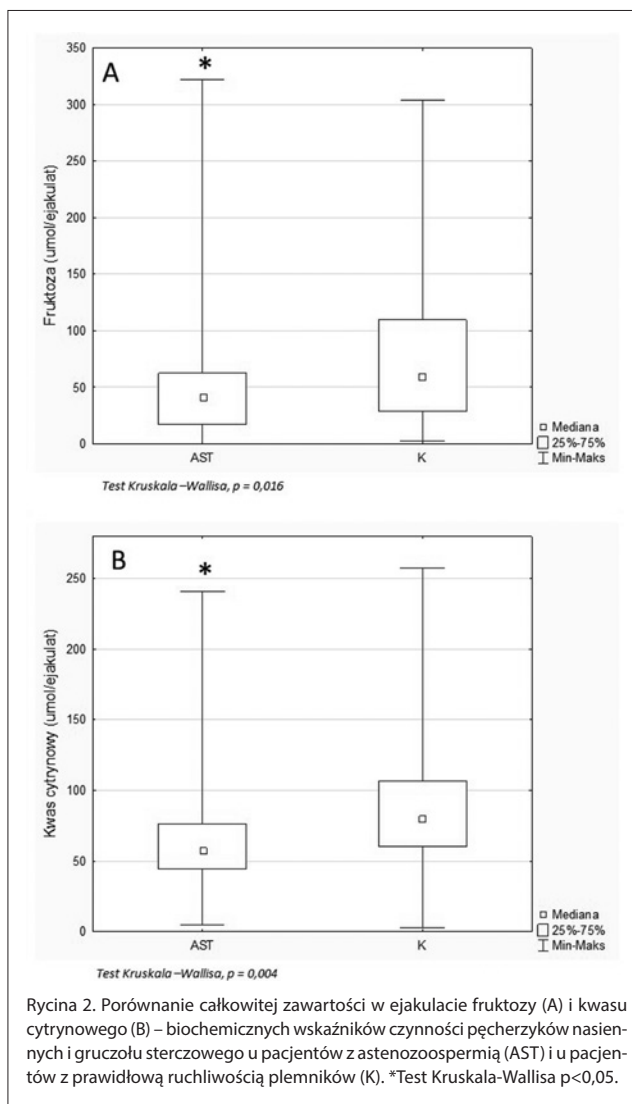 350
A
*
300
250
200
150
100
50
0
Fruktoza (umol/ejakulat)
AST
K
□ Mediana
□ 25%-75%
⌶ Min-Maks
Test Kruskala –Wallisa, p = 0,016
B
*
250
200
150
100
50
0
Kwas cytrynowy (umol/ejakulat)
AST
K
□ Mediana
□ 25%-75%
⌶ Min-Maks
Test Kruskala –Wallisa, p = 0,004
Rycina 2. Porównanie całkowitej zawartości w ejakulacie fruktozy (A) i kwasu
cytrynowego (B) – biochemicznych wskaźników czynności pęcherzyków nasien-
nych i gruczołu sterczowego u pacjentów z astenozoospermią (AST) i u pacjen-
tów z prawidłową ruchliwością plemników (K). *Test Kruskala-Wallisa p<0,05.